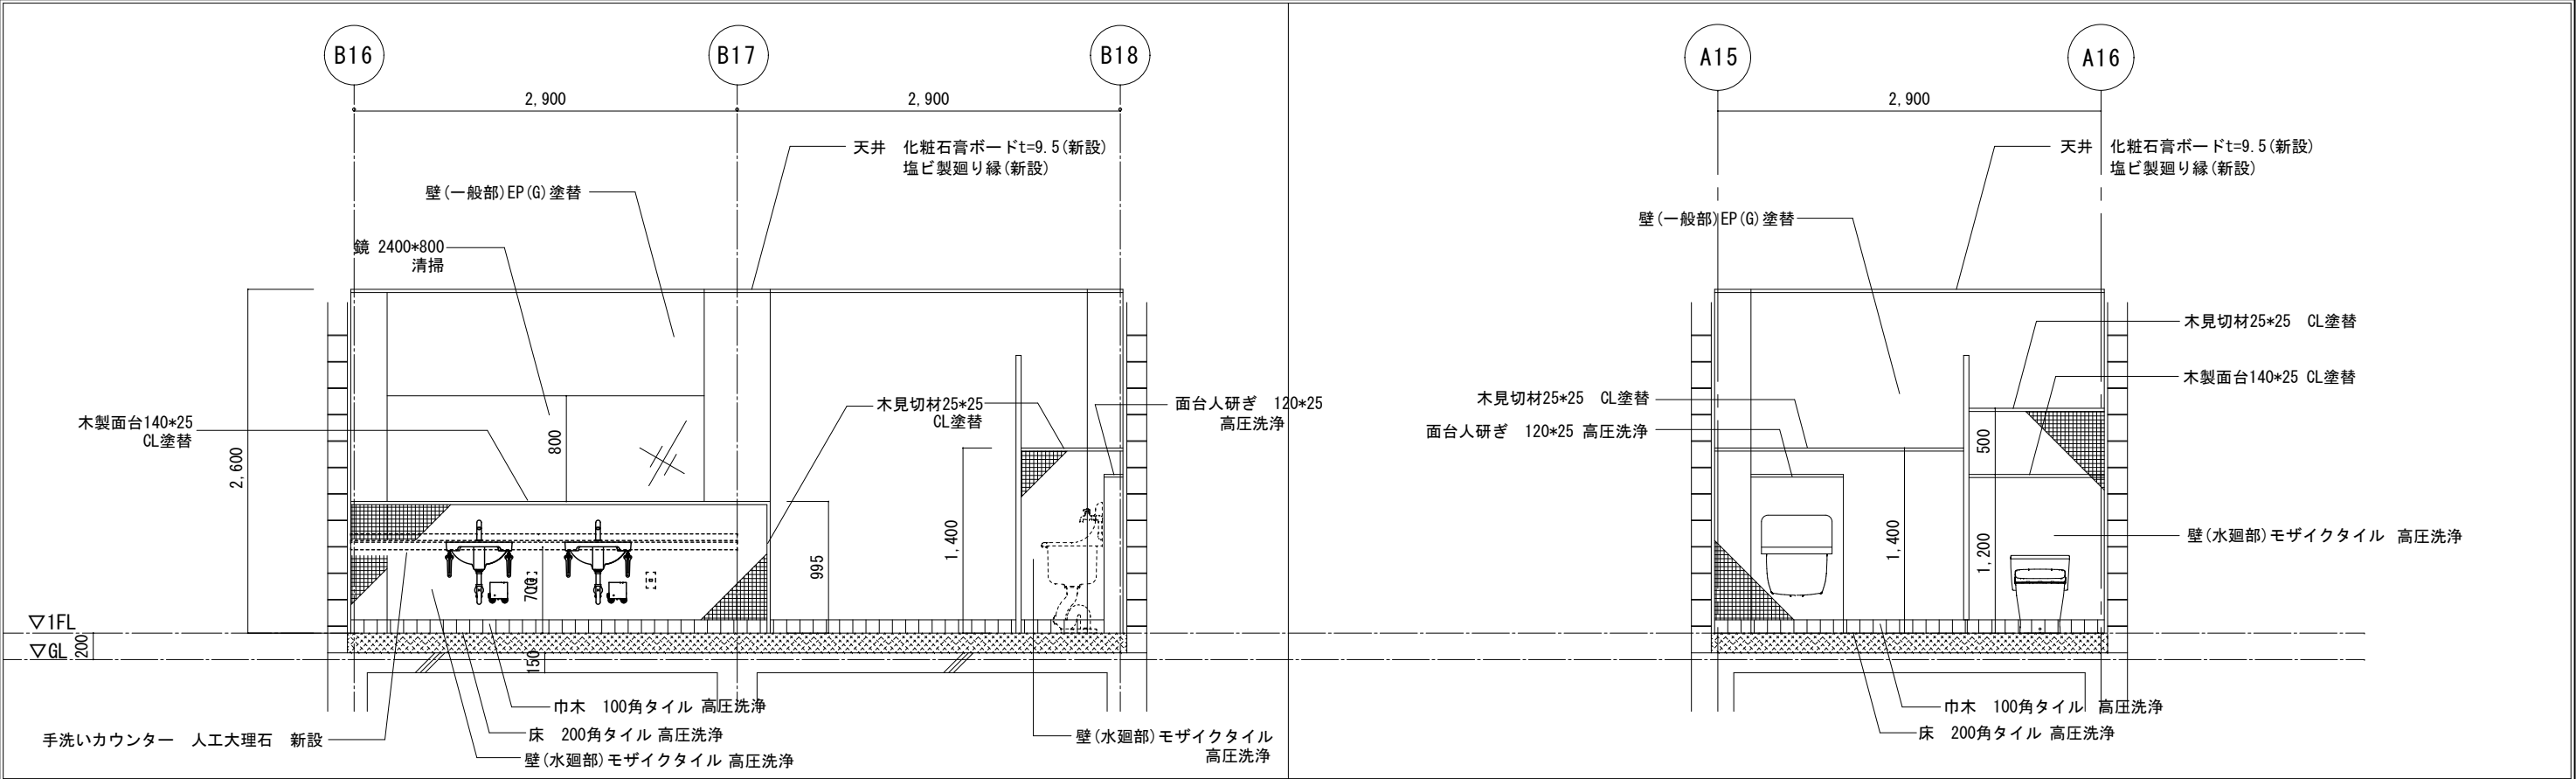 B16
B17
B18
2,900
2,900
天井　化粧石膏ボードt=9.5(新設)
塩ビ製廻り縁(新設)
壁(一般部)EP(G)塗替
鏡 2400*800
清掃
木製面台140*25
CL塗替
2,600
800
木見切材25*25
CL塗替
面台人研ぎ　120*25
高圧洗浄
700
995
1,400
▽1FL
▽GL
200
150
巾木　100角タイル 高圧洗浄
床　200角タイル 高圧洗浄
手洗いカウンター　人工大理石　新設
壁(水廻部)モザイクタイル 高圧洗浄
壁(水廻部)モザイクタイル
高圧洗浄
A15
A16
2,900
天井　化粧石膏ボードt=9.5(新設)
塩ビ製廻り縁(新設)
壁(一般部)EP(G)塗替
木見切材25*25　CL塗替
木製面台140*25 CL塗替
木見切材25*25　CL塗替
面台人研ぎ　120*25 高圧洗浄
500
1,400
1,200
壁(水廻部)モザイクタイル 高圧洗浄
巾木　100角タイル　高圧洗浄
床　200角タイル 高圧洗浄